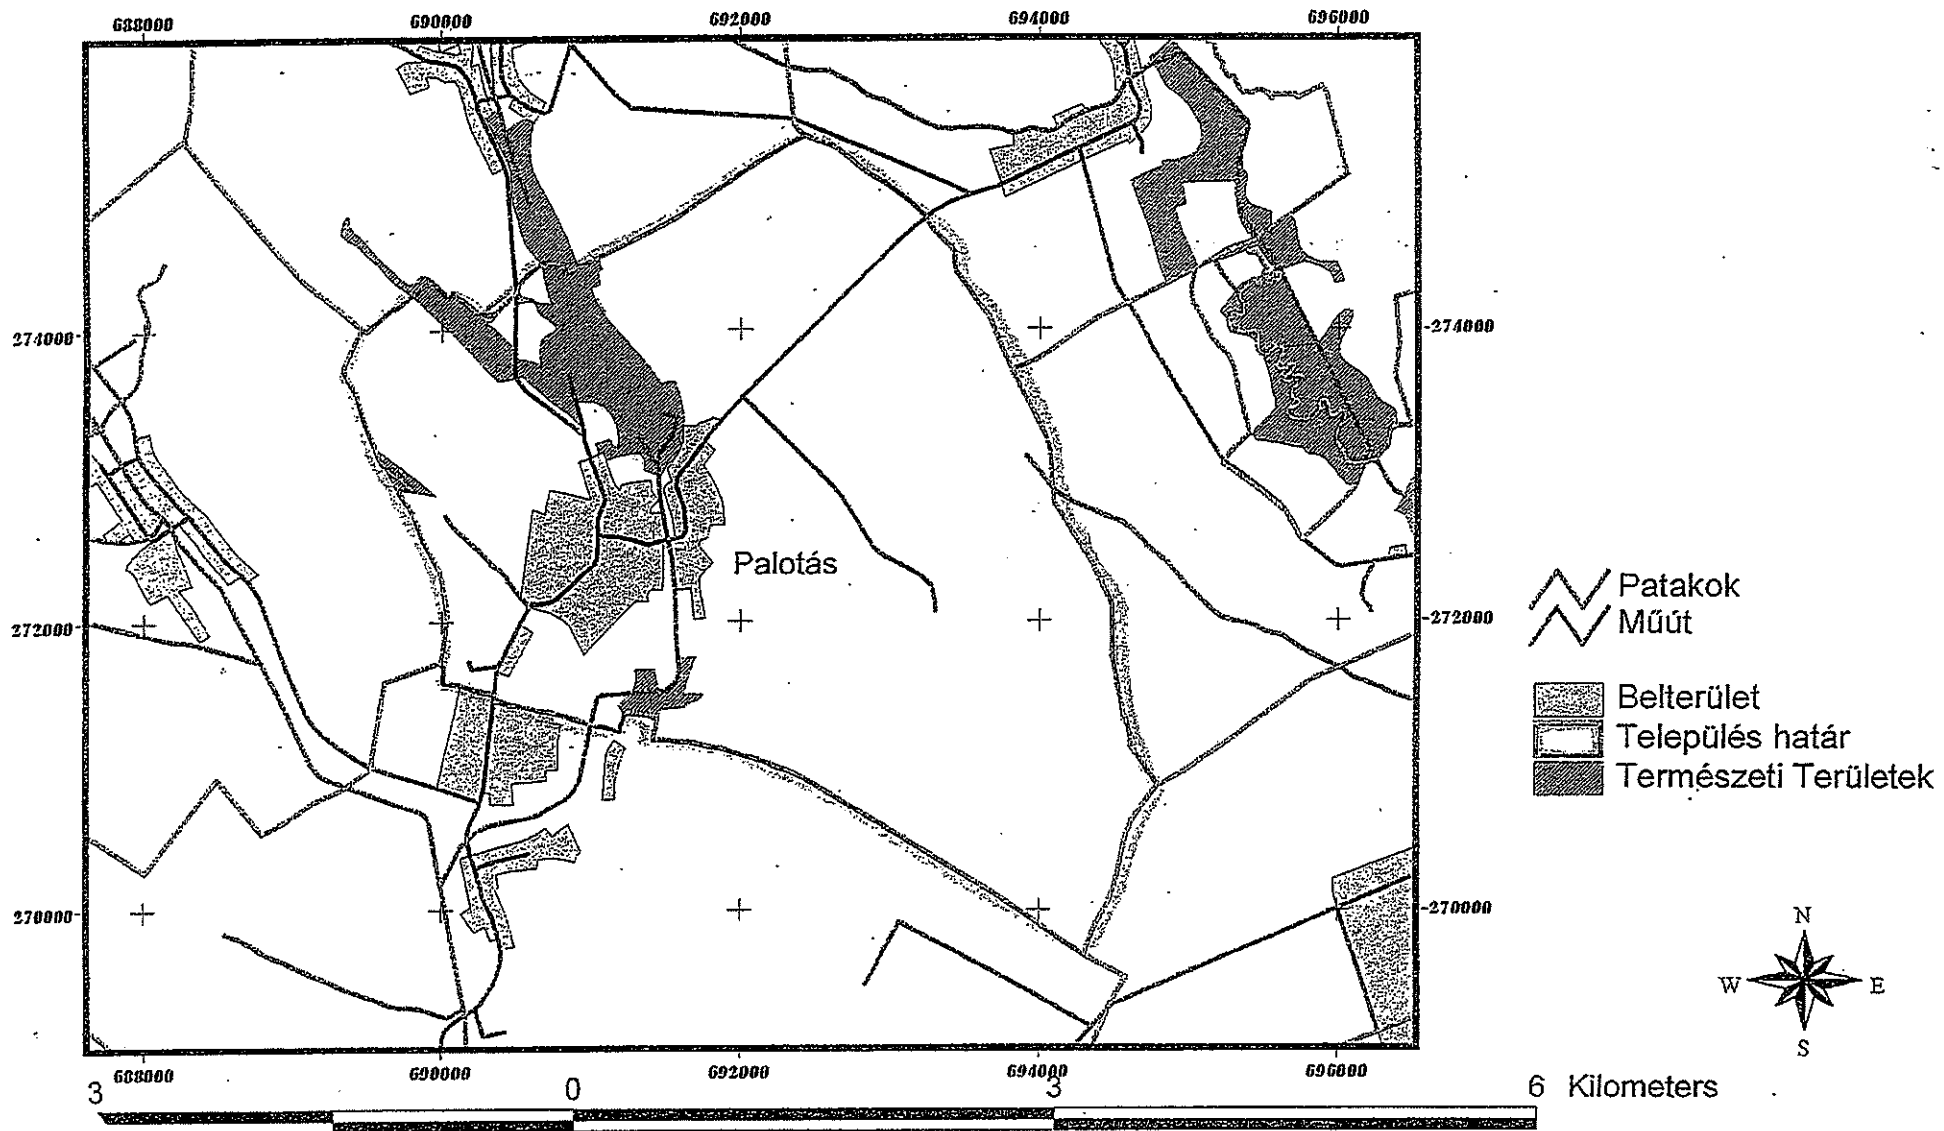 688000 690000 692000 694000 696000
274000 274000
Palotás
Patakok
Műút
272000 272000
Belterület
Település határ
Természeti Területek
270000 270000
N
W E
S
688000 690000 692000 694000 696000
3 0 3 6 Kilometers